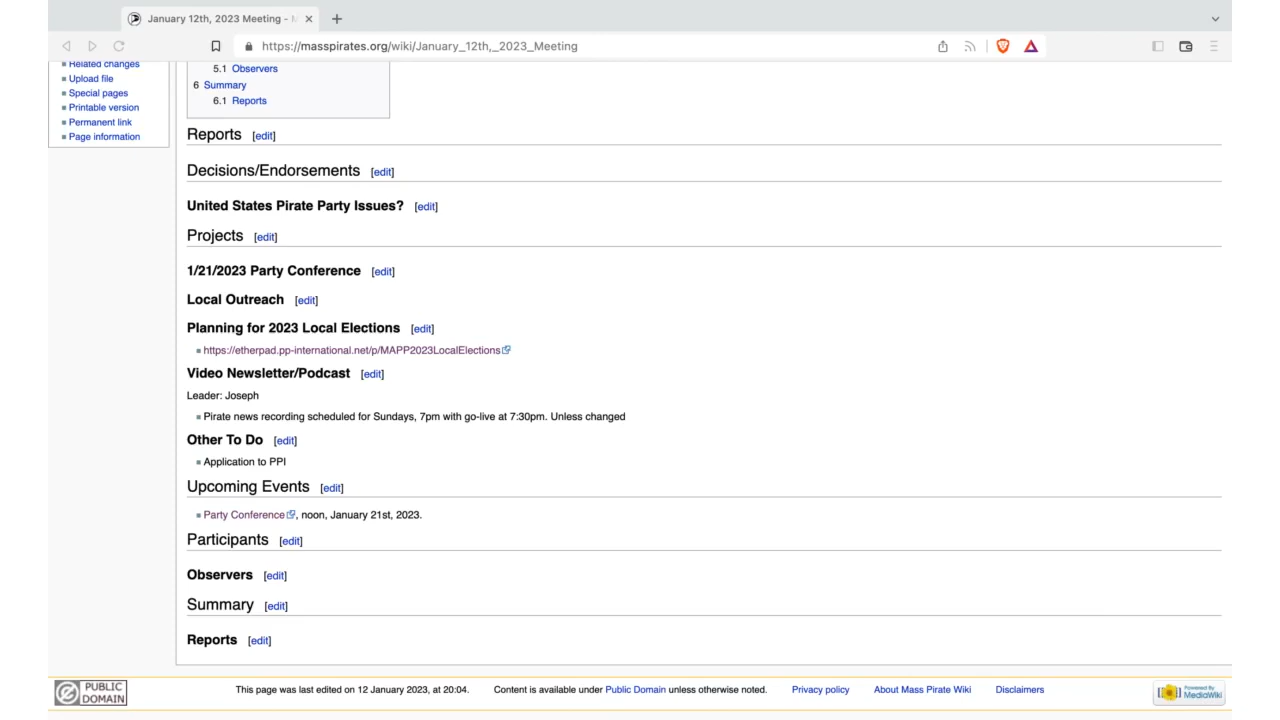 January 12th, 2023 Meeting -
https://masspirates.org/wiki/January_12th,_2023_Meeting
Related changes
Upload file
Special pages
Printable version
Permanent link
Page information
5.1 Observers
6 Summary
6.1 Reports
Reports [edit]
Decisions/Endorsements [edit]
United States Pirate Party Issues? [edit]
Projects [edit]
1/21/2023 Party Conference [edit]
Local Outreach [edit]
Planning for 2023 Local Elections [edit]
https://etherpad.pp-international.net/p/MAPP2023LocalElections
Video Newsletter/Podcast [edit]
Leader: Joseph
Pirate news recording scheduled for Sundays, 7pm with go-live at 7:30pm. Unless changed
Other To Do [edit]
Application to PPI
Upcoming Events [edit]
Party Conference, noon, January 21st, 2023.
Participants [edit]
Observers [edit]
Summary [edit]
Reports [edit]
PUBLIC DOMAIN
This page was last edited on 12 January 2023, at 20:04. Content is available under Public Domain unless otherwise noted. Privacy policy About Mass Pirate Wiki Disclaimers
Powered By MediaWiki